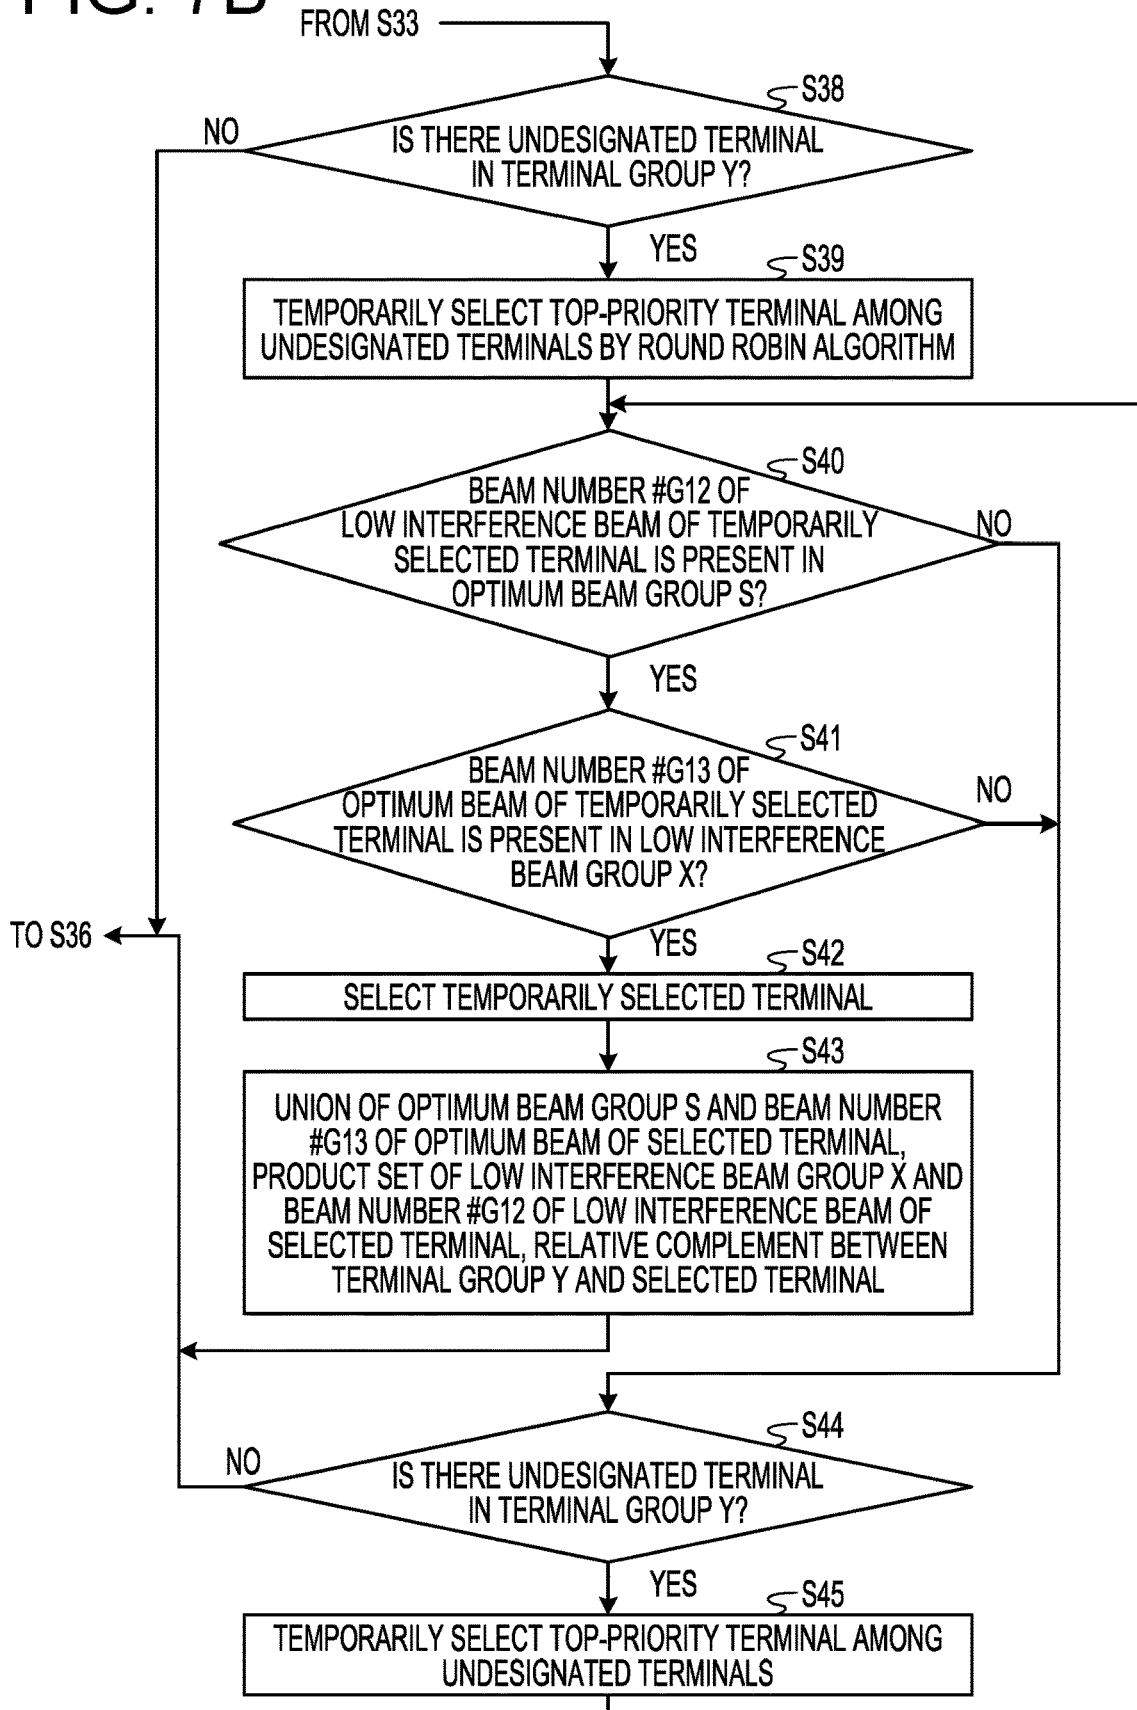 FIG. 7B
FROM S33
S38
NO
IS THERE UNDESIGNATED TERMINAL
IN TERMINAL GROUP Y?
YES
S39
TEMPORARILY SELECT TOP-PRIORITY TERMINAL AMONG
UNDESIGNATED TERMINALS BY ROUND ROBIN ALGORITHM
S40
BEAM NUMBER #G12 OF
LOW INTERFERENCE BEAM OF TEMPORARILY
SELECTED TERMINAL IS PRESENT IN
OPTIMUM BEAM GROUP S?
NO
YES
S41
BEAM NUMBER #G13 OF
OPTIMUM BEAM OF TEMPORARILY SELECTED
TERMINAL IS PRESENT IN LOW INTERFERENCE
BEAM GROUP X?
NO
TO S36
YES
S42
SELECT TEMPORARILY SELECTED TERMINAL
S43
UNION OF OPTIMUM BEAM GROUP S AND BEAM NUMBER
#G13 OF OPTIMUM BEAM OF SELECTED TERMINAL,
PRODUCT SET OF LOW INTERFERENCE BEAM GROUP X AND
BEAM NUMBER #G12 OF LOW INTERFERENCE BEAM OF
SELECTED TERMINAL, RELATIVE COMPLEMENT BETWEEN
TERMINAL GROUP Y AND SELECTED TERMINAL
S44
NO
IS THERE UNDESIGNATED TERMINAL
IN TERMINAL GROUP Y?
YES
S45
TEMPORARILY SELECT TOP-PRIORITY TERMINAL AMONG
UNDESIGNATED TERMINALS